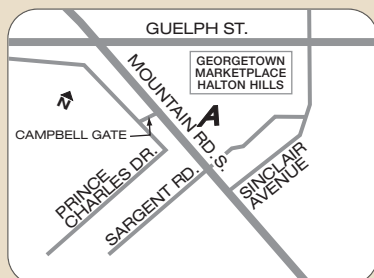 GUELPH ST.
GEORGETOWN
MARKETPLACE
HALTON HILLS
MOUNTAIN RD. S.
A
N
CAMPBELL GATE
PRINCE
CHARLES DR.
SARGENT RD.
SINCLAIR
AVENUE